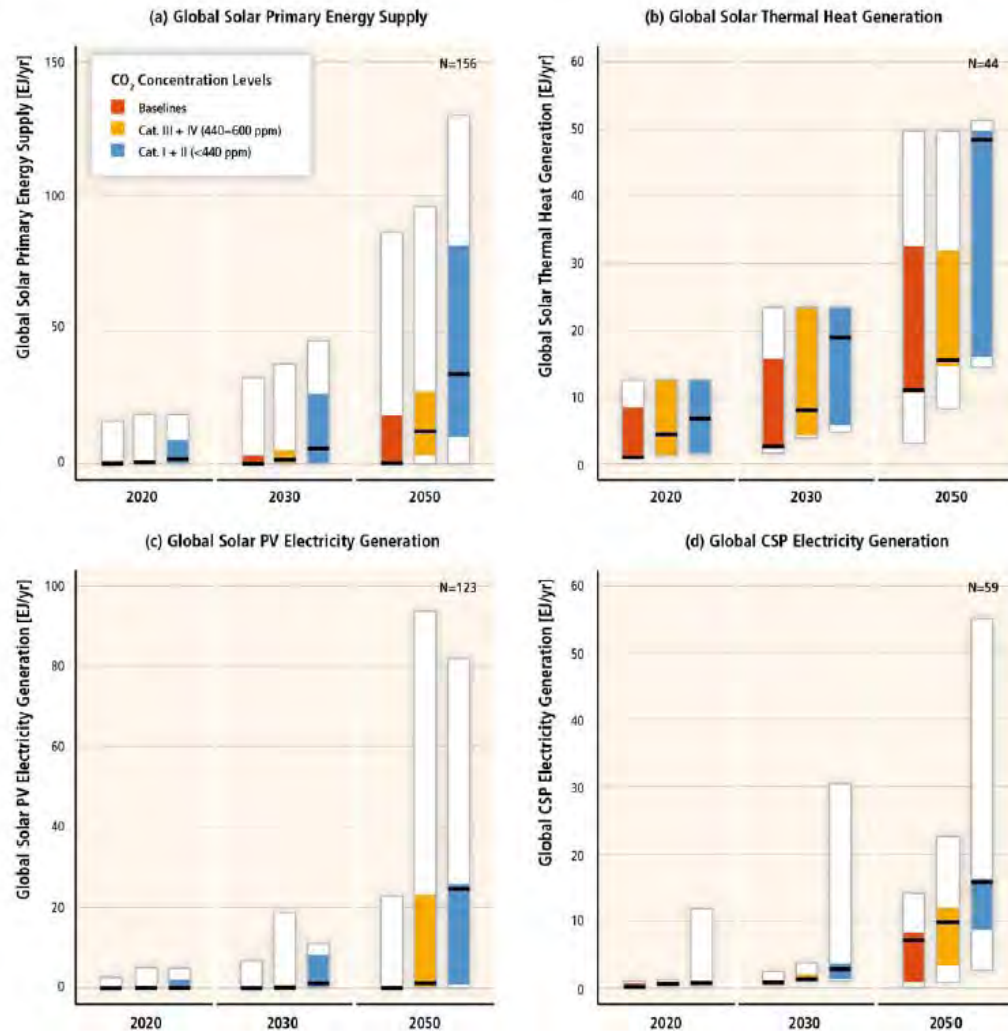 (a) Global Solar Primary Energy Supply
Global Solar Primary Energy Supply [EJ/yr]
150
100
50
0
N=156
CO2 Concentration Levels
Baselines
Cat. III + IV (440–600 ppm)
Cat. I + II (<440 ppm)
2020
2030
2050
(b) Global Solar Thermal Heat Generation
Global Solar Thermal Heat Generation [EJ/yr]
60
50
40
30
20
10
0
N=44
2020
2030
2050
(c) Global Solar PV Electricity Generation
Global Solar PV Electricity Generation [EJ/yr]
100
80
60
40
20
0
N=123
2020
2030
2050
(d) Global CSP Electricity Generation
Global CSP Electricity Generation [EJ/yr]
60
50
40
30
20
10
0
N=59
2020
2030
2050